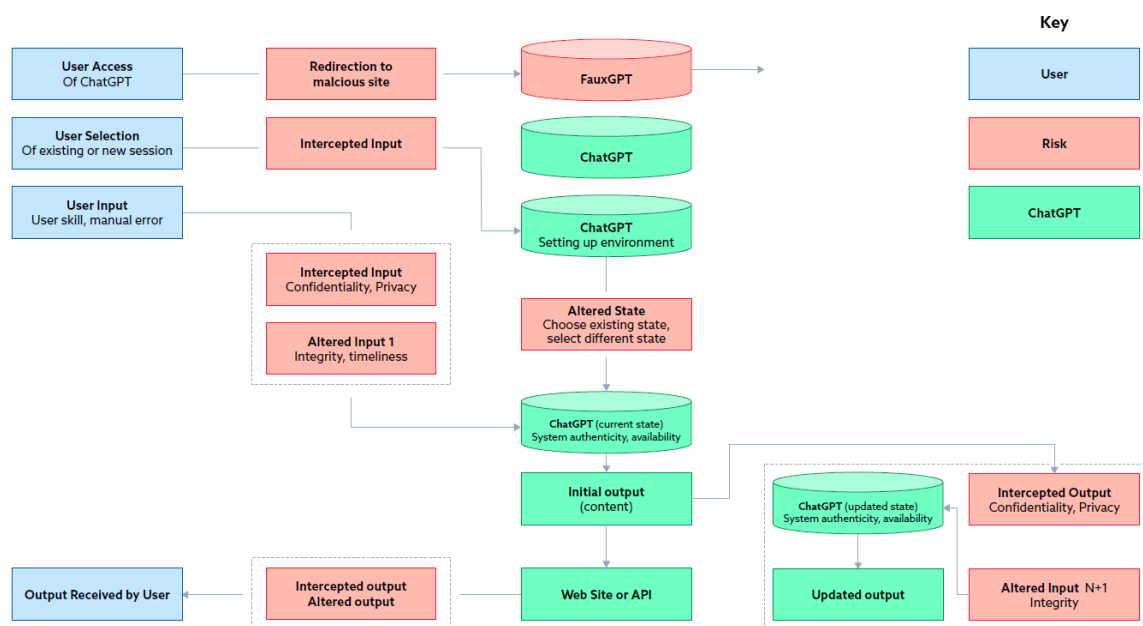 Key
User Access
Of ChatGPT
Redirection to
malcious site
FauxGPT
User
User Selection
Of existing or new session
Intercepted Input
ChatGPT
Risk
User Input
User skill, manual error
ChatGPT
Setting up environment
ChatGPT
Intercepted Input
Confidentiality, Privacy
Altered State
Choose existing state,
select different state
Altered Input 1
Integrity, timeliness
ChatGPT (current state)
System authenticity, availability
Initial output
(content)
ChatGPT (updated state)
System authenticity, availability
Intercepted Output
Confidentiality, Privacy
Output Received by User
Intercepted output
Altered output
Web Site or API
Updated output
Altered Input N+1
Integrity